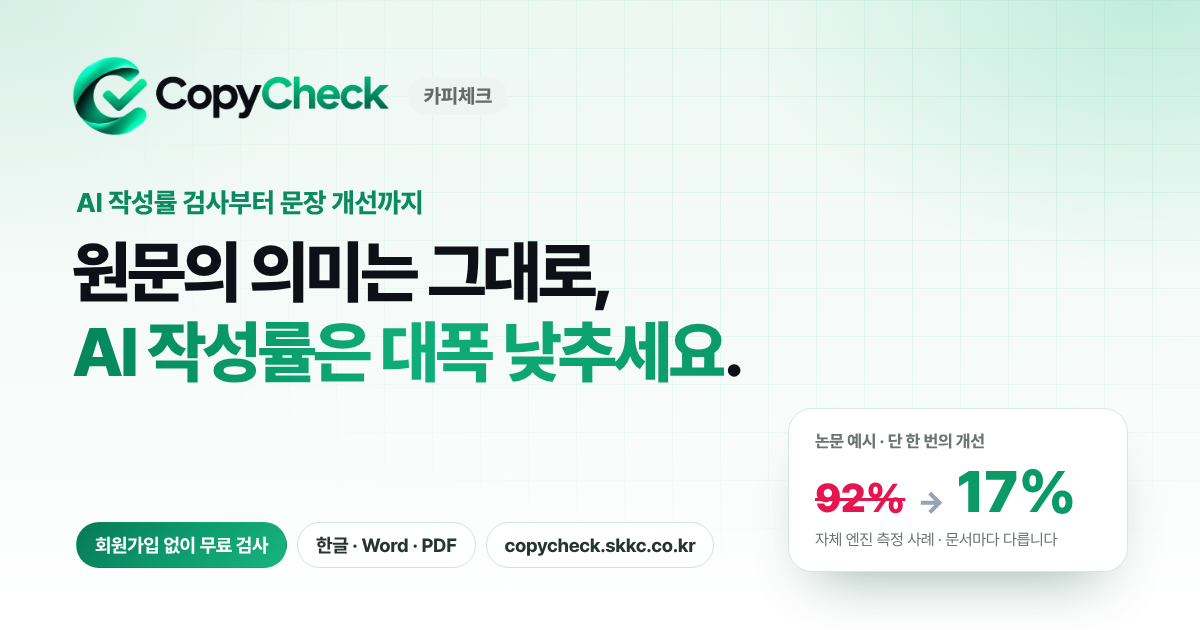 CopyCheck 카피체크
AI 작성률 검사부터 문장 개선까지
원문의 의미는 그대로,
AI 작성률은 대폭 낮추세요.
논문 예시 · 단 한 번의 개선
92% → 17%
자체 엔진 측정 사례 · 문서마다 다릅니다
회원가입 없이 무료 검사
한글 · Word · PDF
copycheck.skkc.co.kr